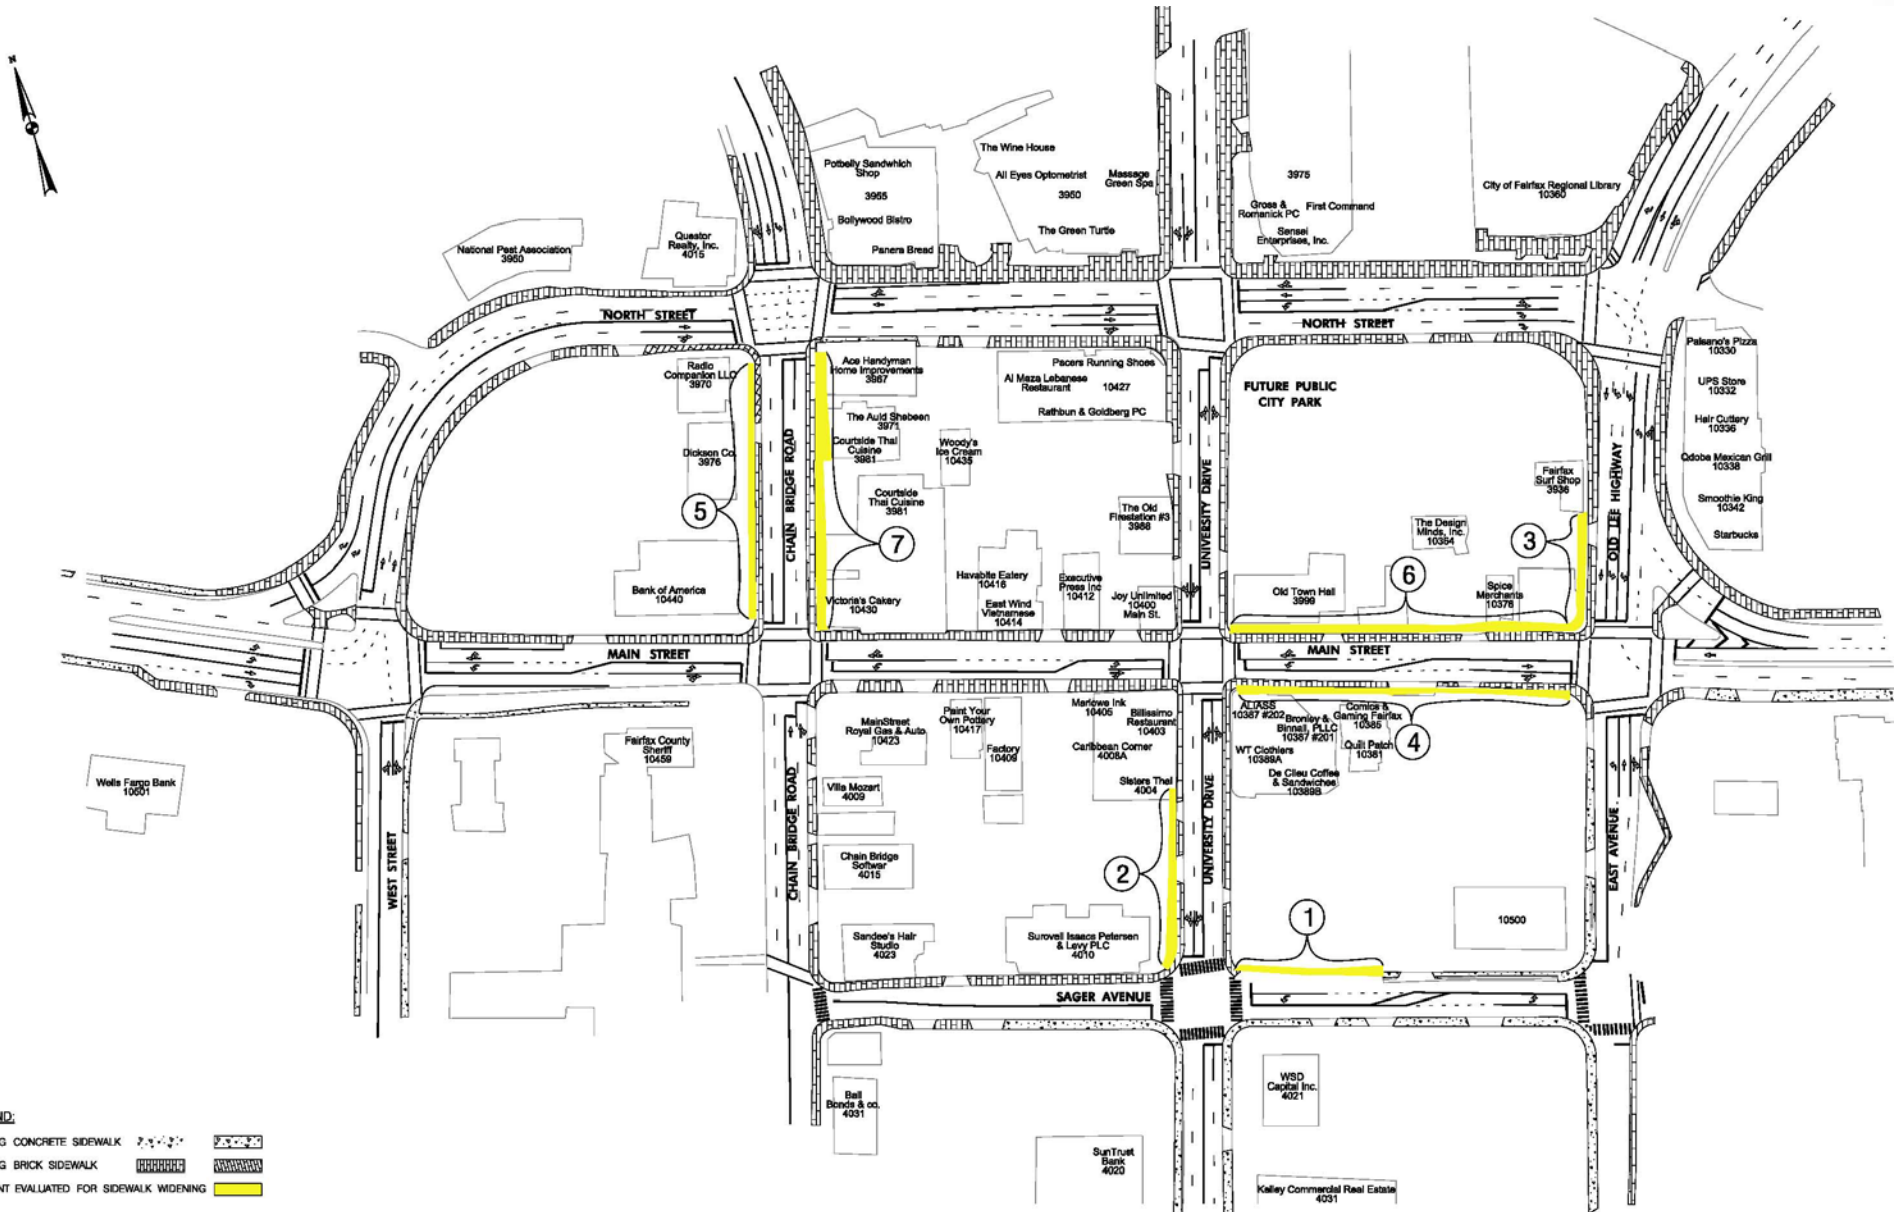 N
The Wine House
Potbelly Sandwhich
Shop
3955
Bollywood Bistro
Panera Bread
All Eyes Optometrist
3950
Massage
Green Spa
The Green Turtle
3975
Gross &
Romanick PC
First Command
Sensei
Enterprises, Inc.
City of Fairfax Regional Library
10360
National Pest Association
3960
Questor
Realty, Inc.
4015
NORTH STREET
NORTH STREET
Radio
Companion LLC
3970
Dickson Co.
3976
5
Bank of America
10440
CHAIN BRIDGE ROAD
Ace Handyman
Home Improvements
3967
The Auld Shebeen
3971
Courtside Thai
Cuisine
3981
Woody's
Ice Cream
10435
Courtside
Thai Cuisine
3981
7
Victoria's Cakery
10430
Pacers Running Shoes
Al Maza Lebanese
Restaurant
10427
Rathbun & Goldberg PC
The Old
Firestation #3
3988
Havabite Eatery
10416
East Wind
Vietnamese
10414
Executive
Press Inc
10412
Joy Unlimited
10400
Main St.
UNIVERSITY DRIVE
FUTURE PUBLIC
CITY PARK
Fairfax
Surf Shop
3936
The Design
Minds, Inc.
10364
3
6
Old Town Hall
3999
Spice
Merchants
10376
OLD LEE HIGHWAY
Paisano's Pizza
10330
UPS Store
10332
Hair Cuttery
10336
Qdoba Mexican Grill
10338
Smoothie King
10342
Starbucks
MAIN STREET
MAIN STREET
Wells Fargo Bank
10501
WEST STREET
Fairfax County
Sheriff
10459
CHAIN BRIDGE ROAD
MainStreet
Royal Gas & Auto
10423
Paint Your
Own Pottery
10417
Factory
10409
Marlowe Ink
10405
Billissimo
Restaurant
10403
Caribbean Corner
4008A
Sisters Thai
4004
Villa Mozart
4009
Chain Bridge
Softwar
4015
2
Sandee's Hair
Studio
4023
Surovell Isaacs Petersen
& Levy PLC
4010
UNIVERSITY DRIVE
ALIASS
10387 #202
Bronley &
Binnall, PLLC
10387 #201
Comics &
Gaming Fairfax
10385
WT Clothiers
10389A
Quilt Patch
10381
De Clieu Coffee
& Sandwiches
10389B
4
1
10500
EAST AVENUE
SAGER AVENUE
Bail
Bonds & co.
4031
SunTrust
Bank
4020
WSD
Capital Inc.
4021
Kelley Commercial Real Estate
4031
ND:
G CONCRETE SIDEWALK
G BRICK SIDEWALK
NT EVALUATED FOR SIDEWALK WIDENING